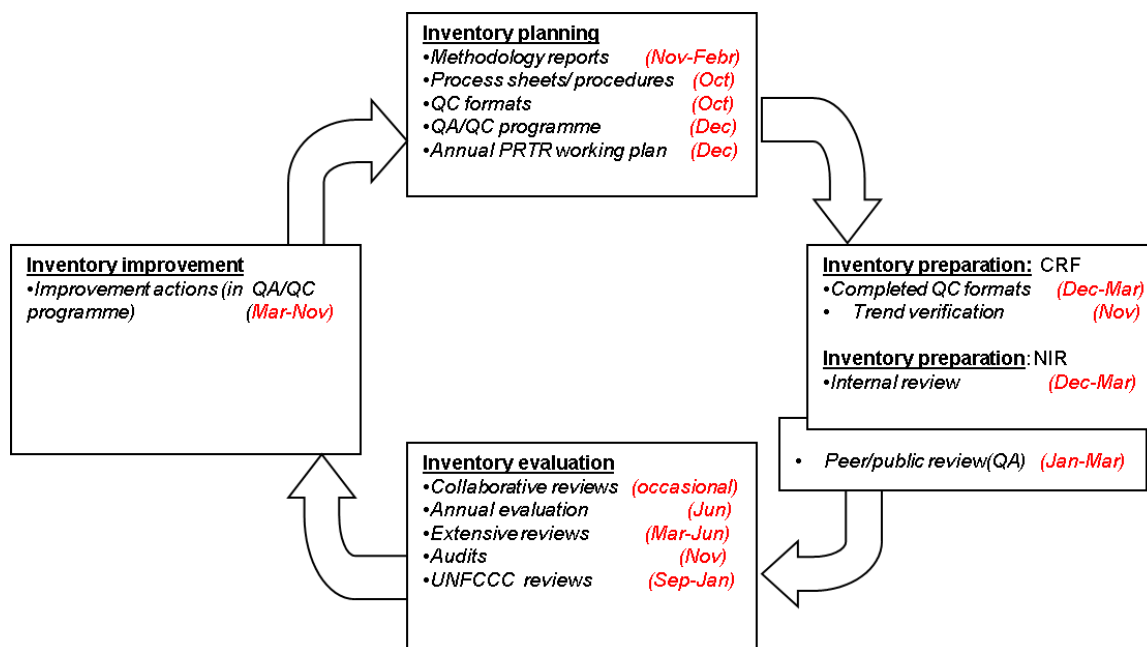 Inventory planning
•Methodology reports (Nov-Febr)
•Process sheets/ procedures (Oct)
•QC formats (Oct)
•QA/QC programme (Dec)
•Annual PRTR working plan (Dec)
Inventory preparation: CRF
•Completed QC formats (Dec-Mar)
• Trend verification (Nov)
Inventory preparation: NIR
•Internal review (Dec-Mar)
• Peer/public review(QA) (Jan-Mar)
Inventory evaluation
•Collaborative reviews (occasional)
•Annual evaluation (Jun)
•Extensive reviews (Mar-Jun)
•Audits (Nov)
•UNFCCC reviews (Sep-Jan)
Inventory improvement
•Improvement actions (in QA/QC
programme) (Mar-Nov)